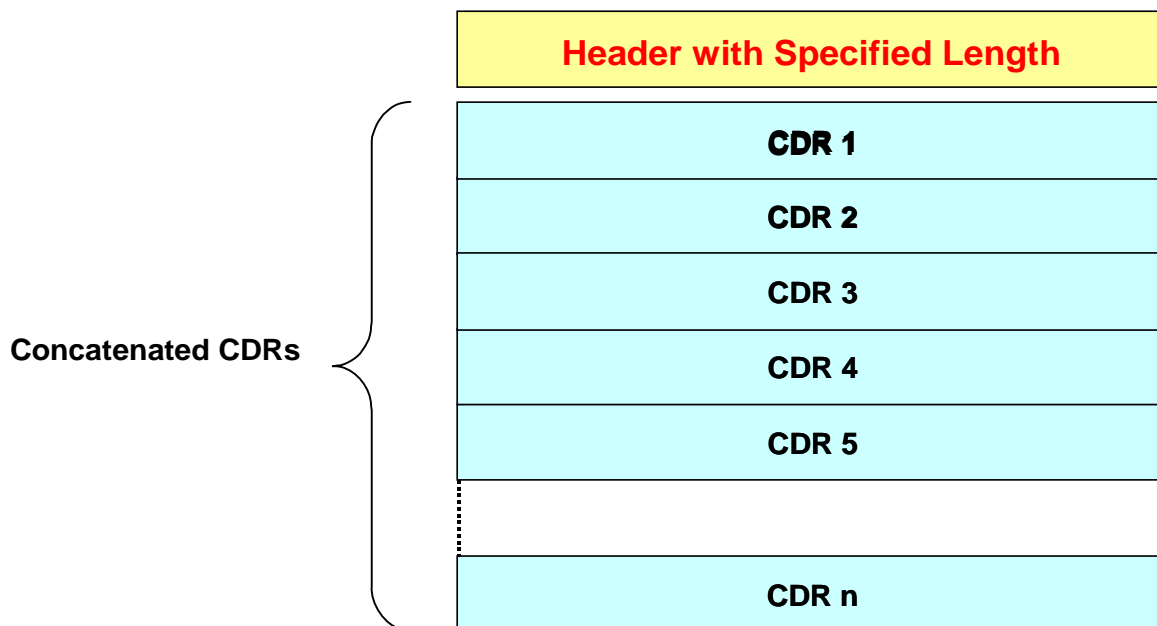 Header with Specified Length
CDR 1
CDR 2
CDR 3
Concatenated CDRs
CDR 4
CDR 5
CDR n